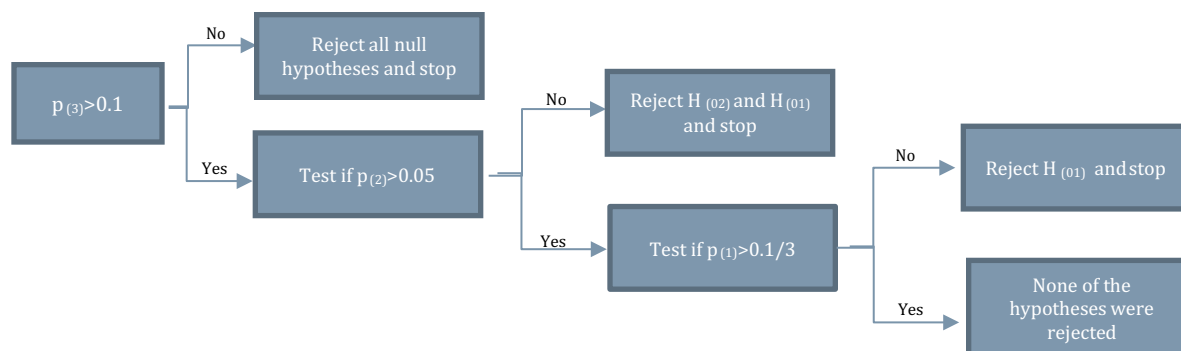 No
Reject all null
hypotheses and stop
p (3)>0.1
No
Reject H (02) and H (01)
and stop
Yes
Test if p (2)>0.05
No
Reject H (01) and stop
Yes
Test if p (1)>0.1/3
None of the
hypotheses were
rejected
Yes